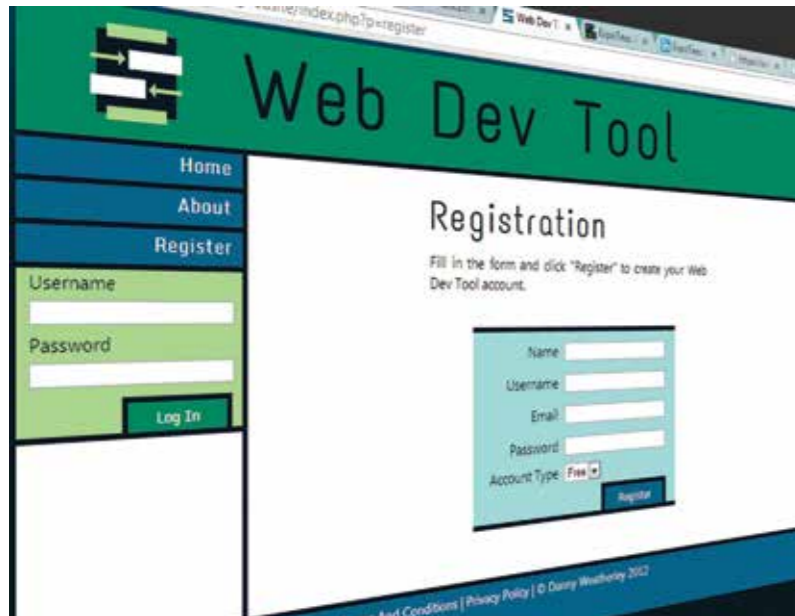 /index.php?p=register
Web Dev T
Web Dev Tool
Home
About
Register
Username
Password
Log In
Registration
Fill in the form and click "Register" to create your Web
Dev Tool account.
Name
Username
Email
Password
Account Type Free
Register
And Conditions | Privacy Policy | © Danny Weatherley 2012